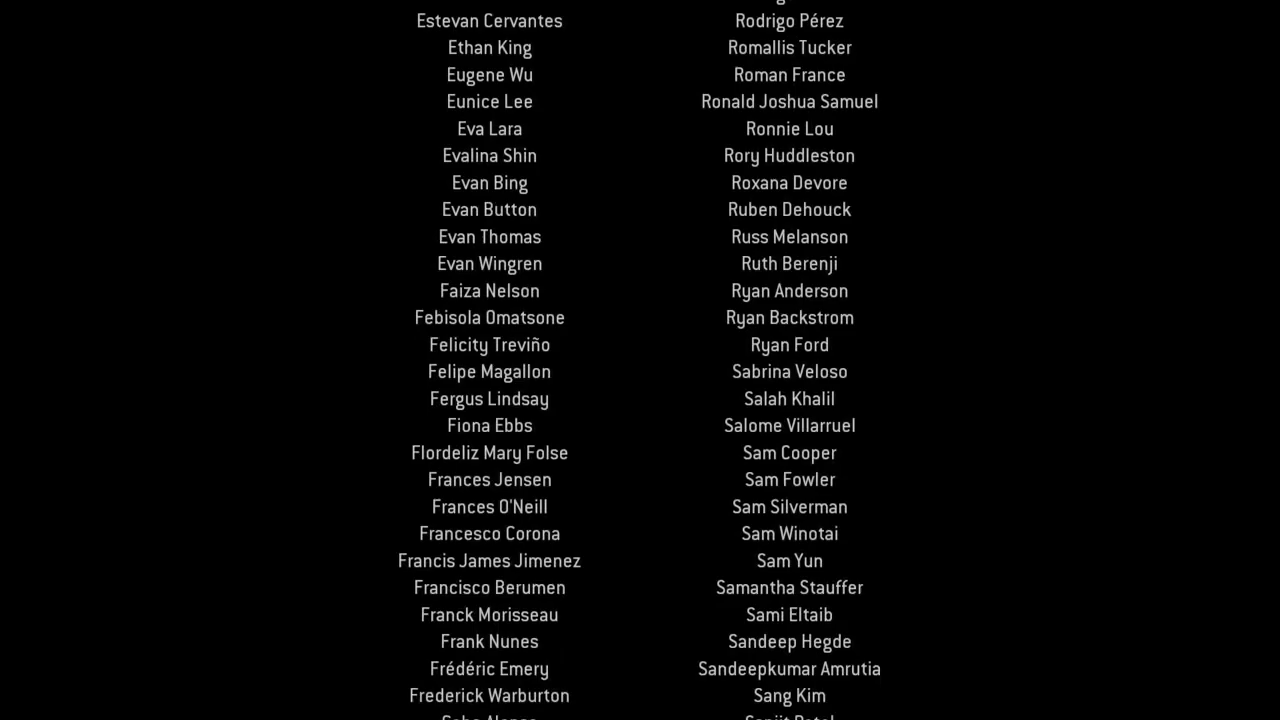 Estevan Cervantes
Ethan King
Eugene Wu
Eunice Lee
Eva Lara
Evalina Shin
Evan Bing
Evan Button
Evan Thomas
Evan Wingren
Faiza Nelson
Febisola Omatsone
Felicity Treviño
Felipe Magallon
Fergus Lindsay
Fiona Ebbs
Flordeliz Mary Folse
Frances Jensen
Frances O'Neill
Francesco Corona
Francis James Jimenez
Francisco Berumen
Franck Morisseau
Frank Nunes
Frédéric Emery
Frederick Warburton
Rodrigo Pérez
Romallis Tucker
Roman France
Ronald Joshua Samuel
Ronnie Lou
Rory Huddleston
Roxana Devore
Ruben Dehouck
Russ Melanson
Ruth Berenji
Ryan Anderson
Ryan Backstrom
Ryan Ford
Sabrina Veloso
Salah Khalil
Salome Villarruel
Sam Cooper
Sam Fowler
Sam Silverman
Sam Winotai
Sam Yun
Samantha Stauffer
Sami Eltaib
Sandeep Hegde
Sandeepkumar Amrutia
Sang Kim